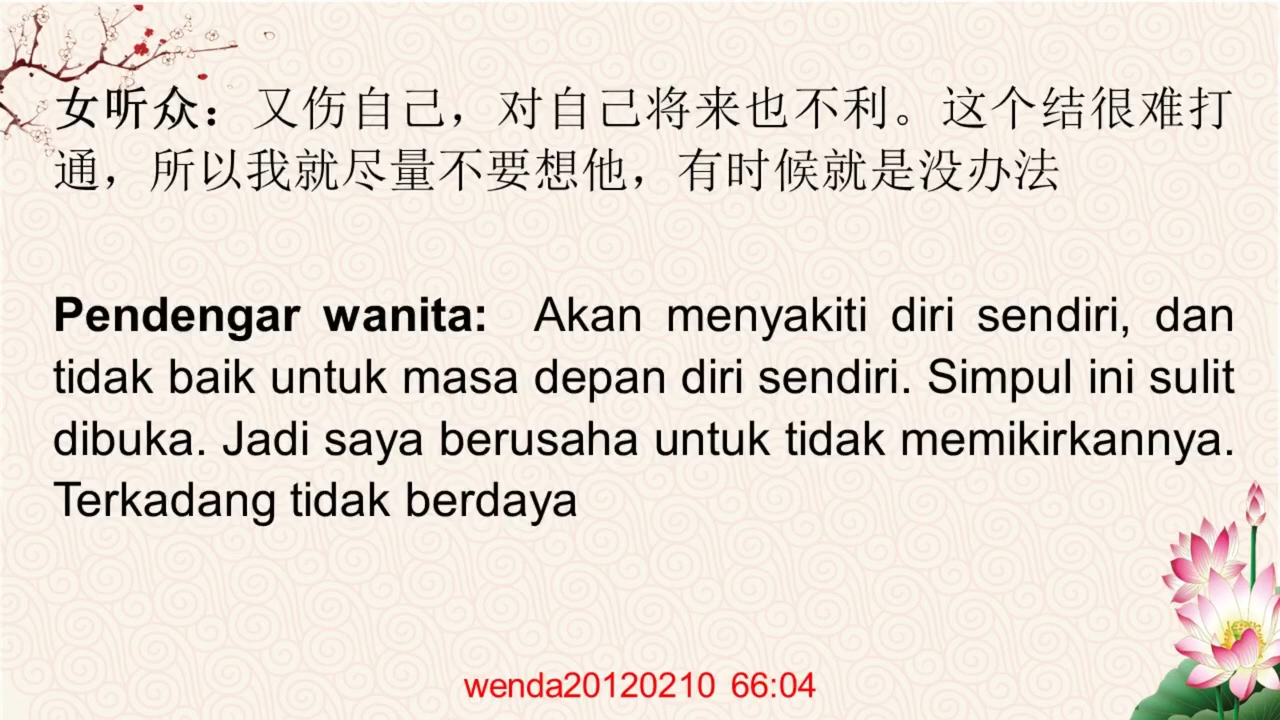 女听众：又伤自己，对自己将来也不利。这个结很难打
通，所以我就尽量不要想他，有时候就是没办法
Pendengar wanita: Akan menyakiti diri sendiri, dan
tidak baik untuk masa depan diri sendiri. Simpul ini sulit
dibuka. Jadi saya berusaha untuk tidak memikirkannya.
Terkadang tidak berdaya
wenda20120210 66:04